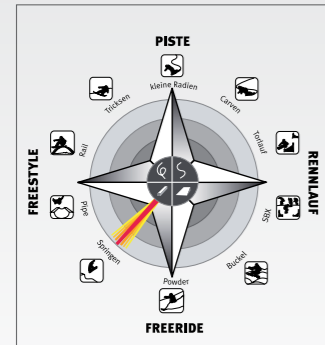 PISTE
kleine Radien
Tricksen
Carven
Rail
Torlauf
FREESTYLE
RENNLAUF
Pipe
SBX
Springen
Buckel
Powder
FREERIDE